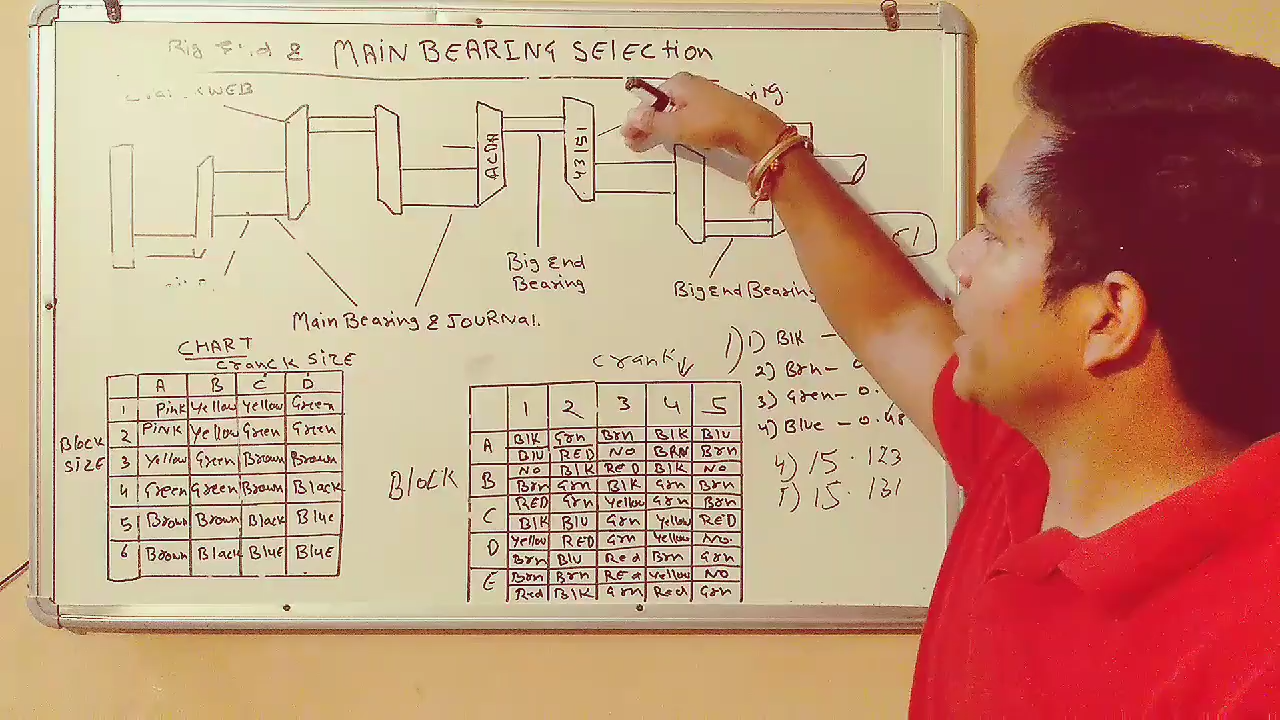 & MAIN BEARING SELECtion
WEB
ACDA
43151
51
Big End
Bearing
BigEnd Bearing
Main Bearing & JOURNAL.
CHART
CrancK SIZE
A B C D
Block
SIZE
1 Pink Yellow Yellow Green
2 PINK Yellow Green Green
3 Yellow Green Brown Brown
4 Green Green Brown Black
5 Brown Brown Black Blue
6 Brown Black Blue Blue
Crank
Block
1 2 3 4 5
A Blk Grn Brn Blk Blu
Blu RED NO BRN Brn
B NO Blk Red Blk No
Brn Grn Blk Grn Brn
C RED Grn Yellow Grn Brn
Blk Blu Grn Yellow RED
D Yellow RED Grn Yellow No.
Brn Blu Red Brn Grn
E Brn Brn REd Yellow NO
Red Blk Grn Red Grn
1) 1) Blk -
2) Brn -
3) Green - 0.
4) Blue - 0.48
4) 15.123
5) 15.131